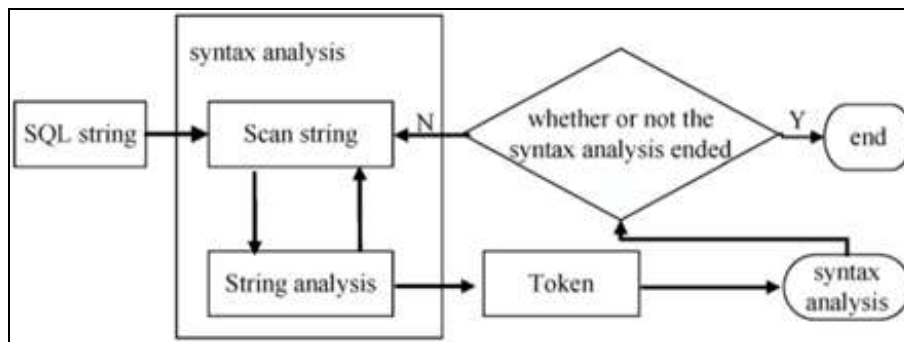 syntax analysis
SQL string
Scan string
N
whether or not the
syntax analysis ended
Y
end
String analysis
Token
syntax
analysis